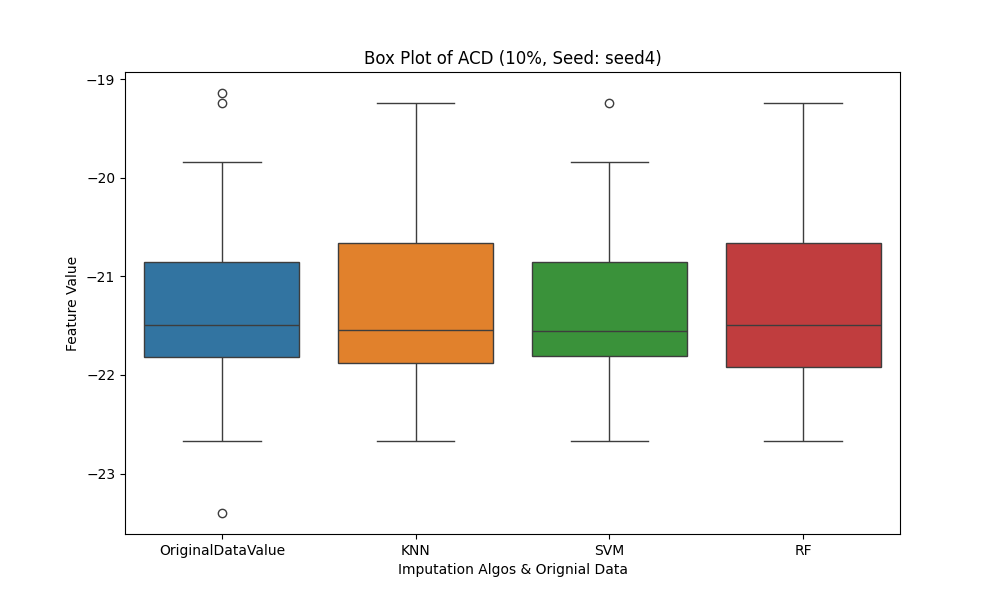 Box Plot of ACD (10%, Seed: seed4)
−19
−20
−21
−22
−23
Feature Value
OriginalDataValue
KNN
SVM
RF
Imputation Algos & Orignial Data